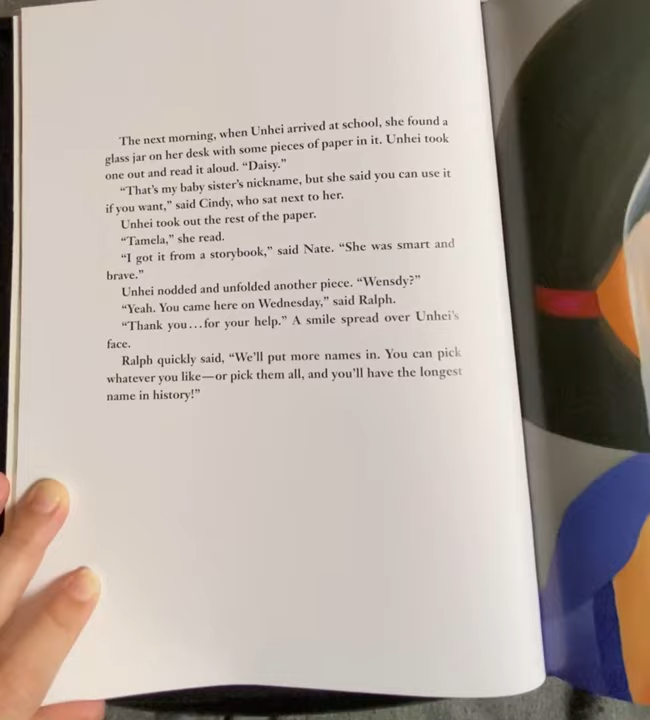 The next morning, when Unhei arrived at school, she found a
glass jar on her desk with some pieces of paper in it. Unhei took
one out and read it aloud. “Daisy.”
“That’s my baby sister’s nickname, but she said you can use it
if you want,” said Cindy, who sat next to her.
Unhei took out the rest of the paper.
“Tamela,” she read.
“I got it from a storybook,” said Nate. “She was smart and
brave.”
Unhei nodded and unfolded another piece. “Wensdy?”
“Yeah. You came here on Wednesday,” said Ralph.
“Thank you...for your help.” A smile spread over Unhei’s
face.
Ralph quickly said, “We’ll put more names in. You can pick
whatever you like—or pick them all, and you’ll have the longest
name in history!”